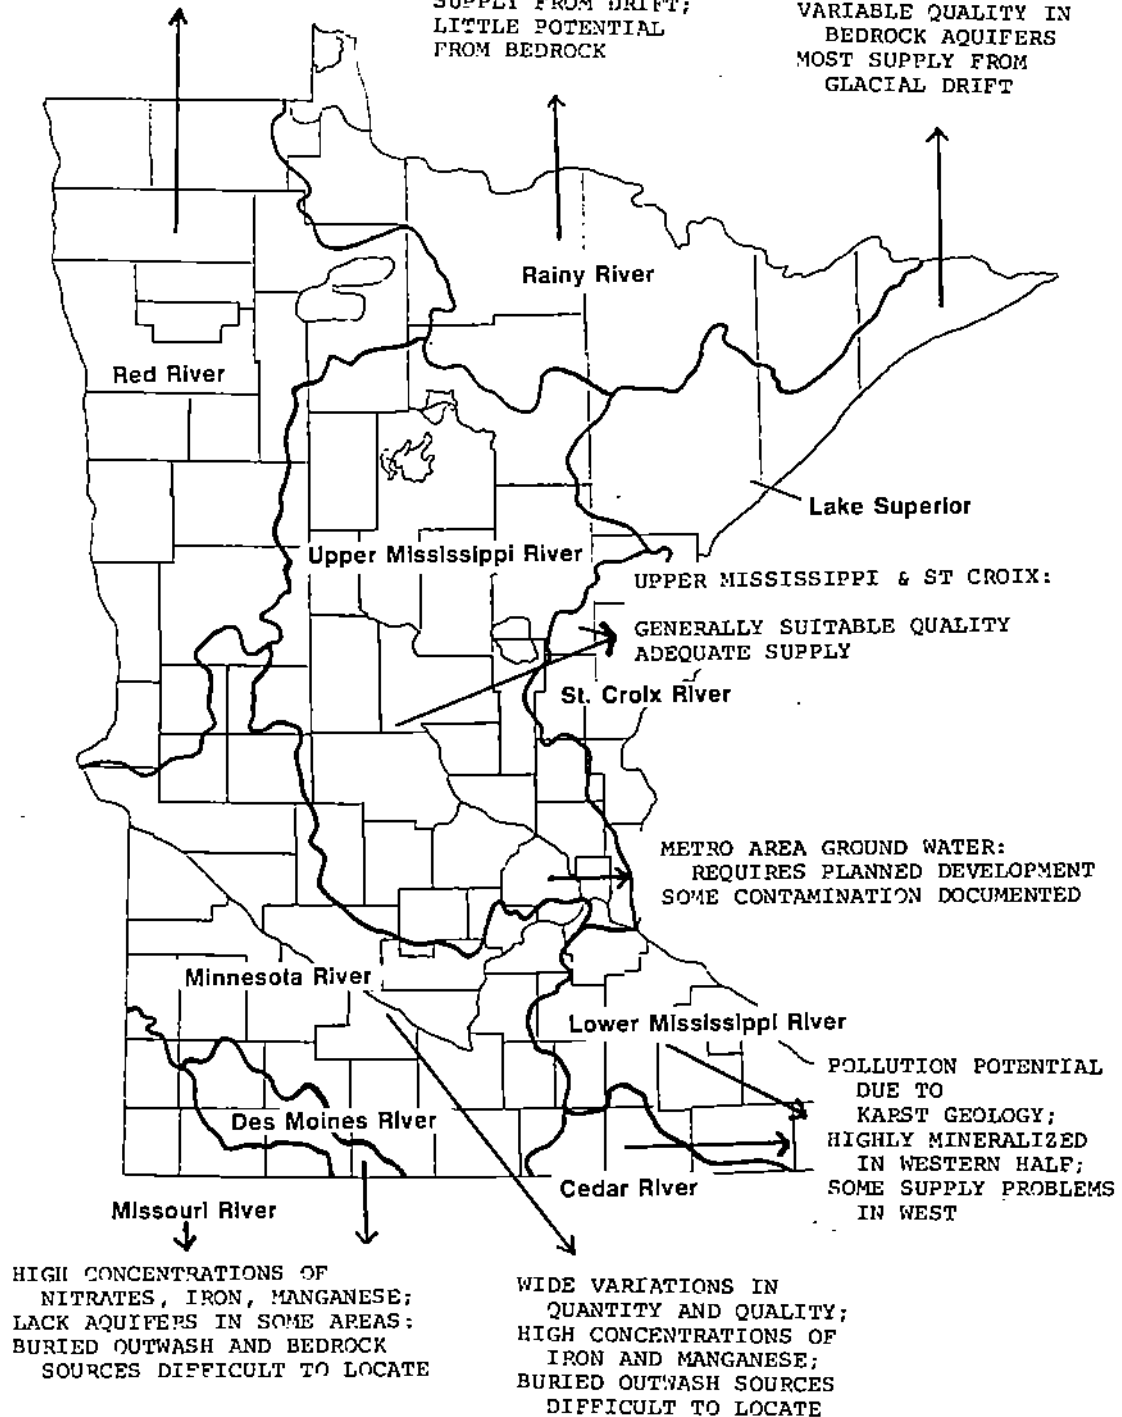 SUPPLY FROM DRIFT;
LITTLE POTENTIAL
FROM BEDROCK
VARIABLE QUALITY IN
BEDROCK AQUIFERS
MOST SUPPLY FROM
GLACIAL DRIFT
Rainy River
Red River
Lake Superior
Upper Mississippi River
UPPER MISSISSIPPI & ST CROIX:
GENERALLY SUITABLE QUALITY
ADEQUATE SUPPLY
St. Croix River
METRO AREA GROUND WATER:
REQUIRES PLANNED DEVELOPMENT
SOME CONTAMINATION DOCUMENTED
Minnesota River
Lower Mississippi River
POLLUTION POTENTIAL
DUE TO
KARST GEOLOGY;
HIGHLY MINERALIZED
IN WESTERN HALF;
SOME SUPPLY PROBLEMS
IN WEST
Des Moines River
Cedar River
Missouri River
HIGH CONCENTRATIONS OF
NITRATES, IRON, MANGANESE;
LACK AQUIFERS IN SOME AREAS:
BURIED OUTWASH AND BEDROCK
SOURCES DIFFICULT TO LOCATE
WIDE VARIATIONS IN
QUANTITY AND QUALITY;
HIGH CONCENTRATIONS OF
IRON AND MANGANESE;
BURIED OUTWASH SOURCES
DIFFICULT TO LOCATE